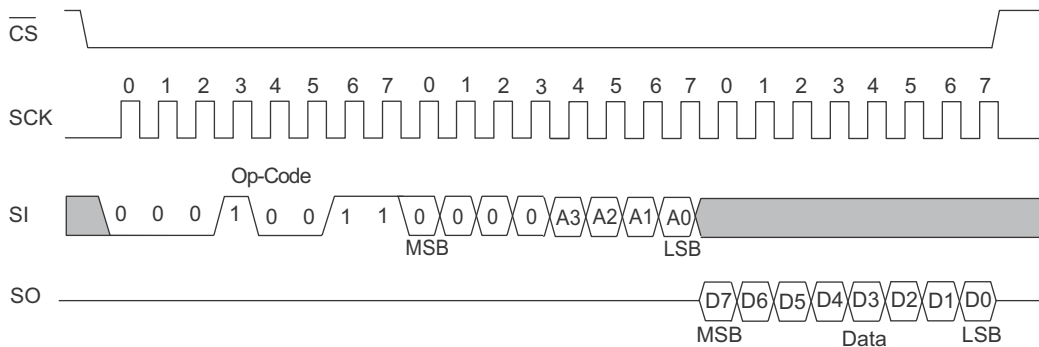 CS
0 1 2 3 4 5 6 7 0 1 2 3 4 5 6 7 0 1 2 3 4 5 6 7
SCK
Op-Code
SI 0 0 0 1 0 0 1 1 0 0 0 0 A3 A2 A1 A0
MSB LSB
SO D7 D6 D5 D4 D3 D2 D1 D0
MSB Data LSB